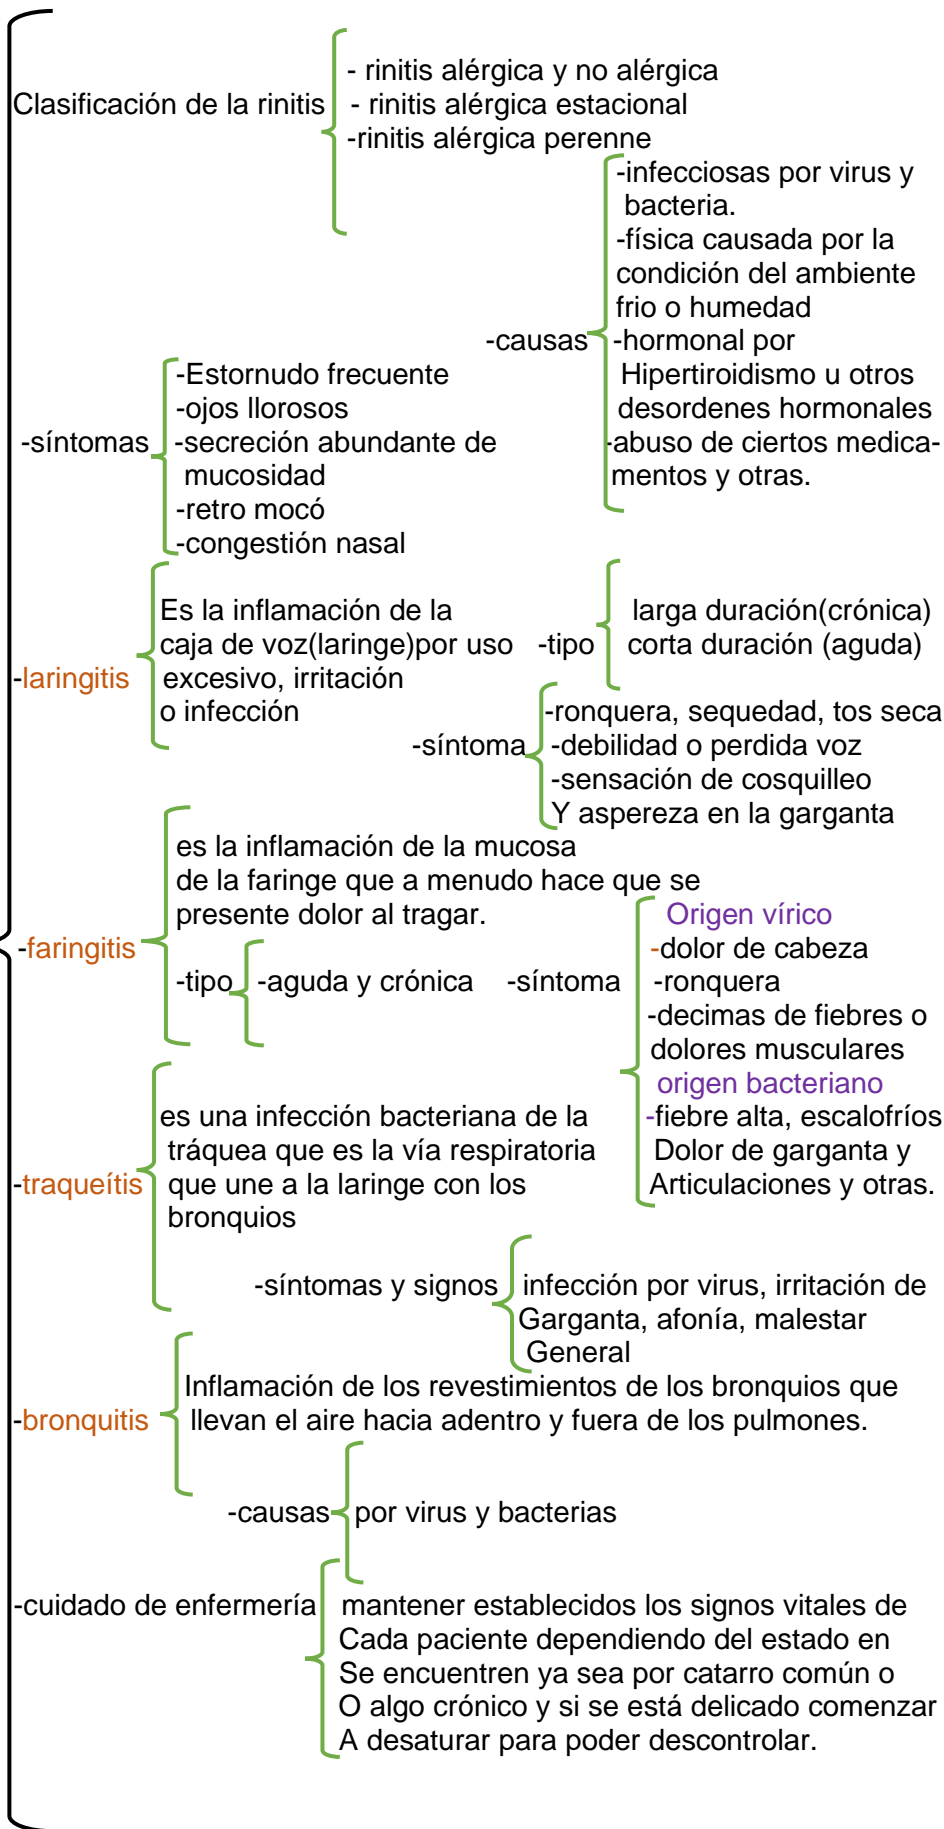 Clasificación de la rinitis
- rinitis alérgica y no alérgica
- rinitis alérgica estacional
-rinitis alérgica perenne
-causas
-infecciosas por virus y
bacteria.
-física causada por la
condición del ambiente
frio o humedad
-hormonal por
Hipertiroidismo u otros
desordenes hormonales
-abuso de ciertos medica-
mentos y otras.
-síntomas
-Estornudo frecuente
-ojos llorosos
-secreción abundante de
mucosidad
-retro mocó
-congestión nasal
-laringitis
Es la inflamación de la
caja de voz(laringe)por uso
excesivo, irritación
o infección
-tipo
larga duración(crónica)
corta duración (aguda)
-síntoma
-ronquera, sequedad, tos seca
-debilidad o perdida voz
-sensación de cosquilleo
Y aspereza en la garganta
-faringitis
es la inflamación de la mucosa
de la faringe que a menudo hace que se
presente dolor al tragar.
-tipo
-aguda y crónica
-síntoma
Origen vírico
-dolor de cabeza
-ronquera
-decimas de fiebres o
dolores musculares
origen bacteriano
-fiebre alta, escalofríos
Dolor de garganta y
Articulaciones y otras.
-traqueítis
es una infección bacteriana de la
tráquea que es la vía respiratoria
que une a la laringe con los
bronquios
-síntomas y signos
infección por virus, irritación de
Garganta, afonía, malestar
General
-bronquitis
Inflamación de los revestimientos de los bronquios que
llevan el aire hacia adentro y fuera de los pulmones.
-causas
por virus y bacterias
-cuidado de enfermería
mantener establecidos los signos vitales de
Cada paciente dependiendo del estado en
Se encuentren ya sea por catarro común o
O algo crónico y si se está delicado comenzar
A desaturar para poder descontrolar.